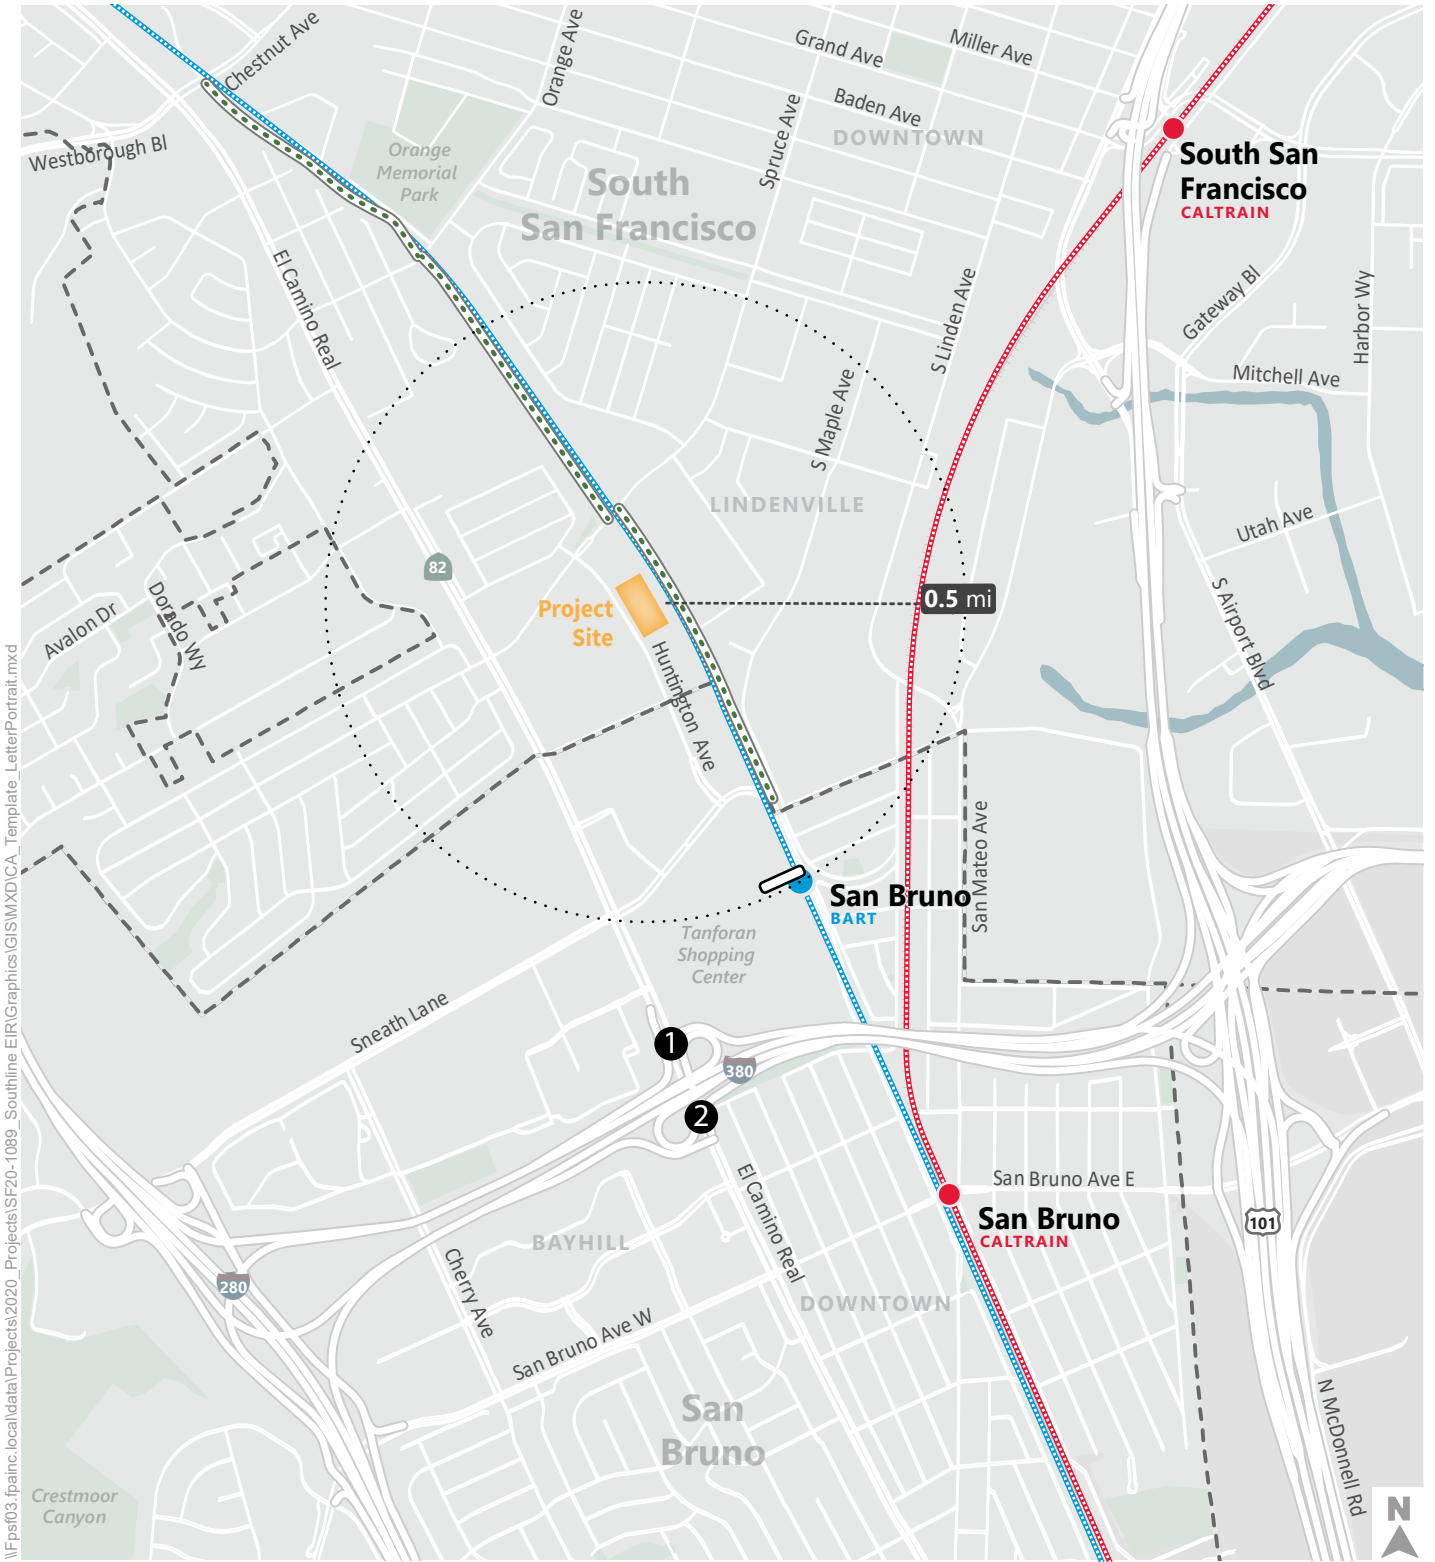 Chestnut Ave
Orange Ave
Grand Ave
Miller Ave
Baden Ave
Spruce Ave
DOWNTOWN
Westborough Bl
Orange
Memorial
Park
South
San Francisco
South San
Francisco
CALTRAIN
El Camino Real
S Linden Ave
Gateway Bl
Harbor Wy
Mitchell Ave
S Maple Ave
LINDENVILLE
Utah Ave
82
Project
Site
0.5 mi
Avalon Dr
Dorado Wy
S Airport Blvd
Huntington Ave
San Mateo Ave
San Bruno
BART
Tanforan
Shopping
Center
Sneath Lane
1
380
2
San Bruno Ave E
El Camino Real
San Bruno
CALTRAIN
101
BAYHILL
280
Cherry Ave
DOWNTOWN
San Bruno Ave W
San
Bruno
N McDonnell Rd
Crestmoor
Canyon
N
\\Fpsf03.fpainc.local\data\Projects\2020_Projects\SF20-1089_Southline EIR\Graphics\GIS\MXD\CA_Template_LetterPortrait.mxd